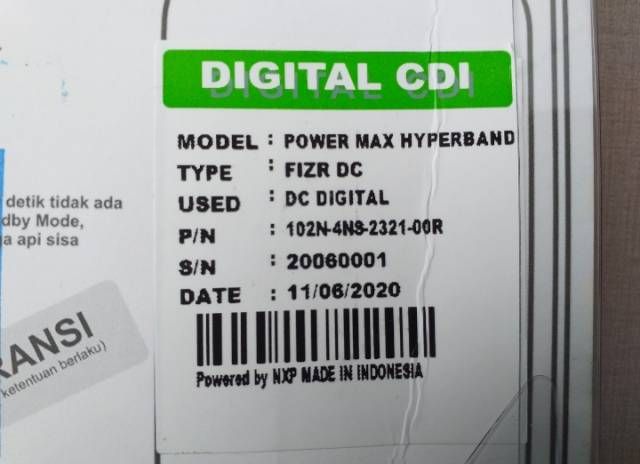 DIGITAL CDI
MODEL : POWER MAX HYPERBAND
TYPE : FIZR DC
USED : DC DIGITAL
P/N : 102N-4NS-2321-00R
S/N : 20060001
DATE : 11/06/2020
Powered by NXP MADE IN INDONESIA
detik tidak ada
dby Mode,
a api sisa
RANSI
ketentuan berlaku)